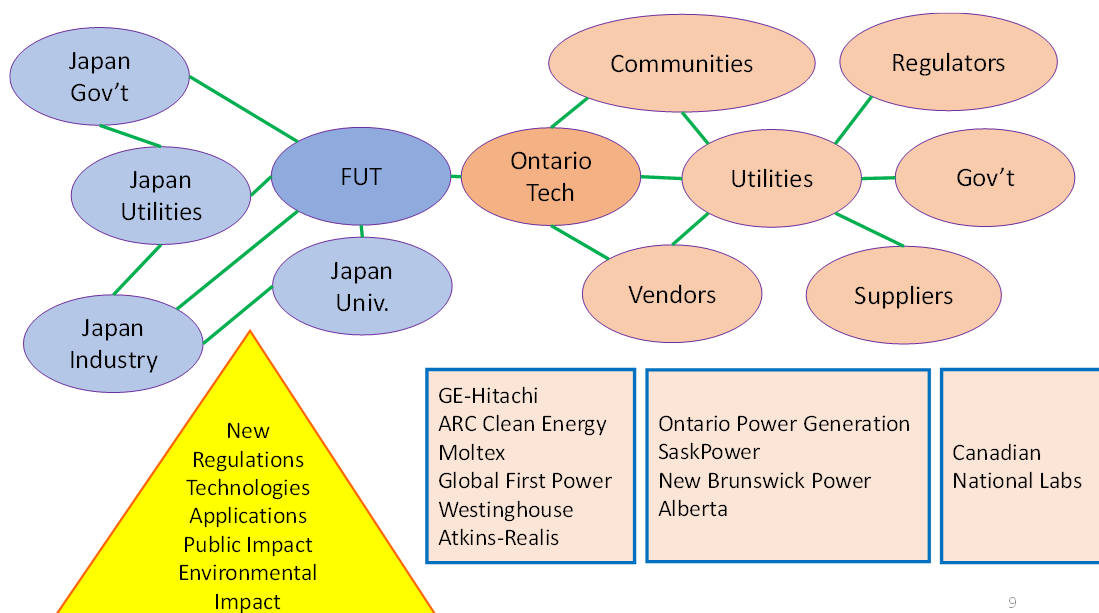 Japan
Gov't
Japan
Utilities
Japan
Industry
FUT
Japan
Univ.
Ontario
Tech
Communities
Utilities
Vendors
Regulators
Gov't
Suppliers
New
Regulations
Technologies
Applications
Public Impact
Environmental
Impact
GE-Hitachi
ARC Clean Energy
Moltex
Global First Power
Westinghouse
Atkins-Realis
Ontario Power Generation
SaskPower
New Brunswick Power
Alberta
Canadian
National Labs
9